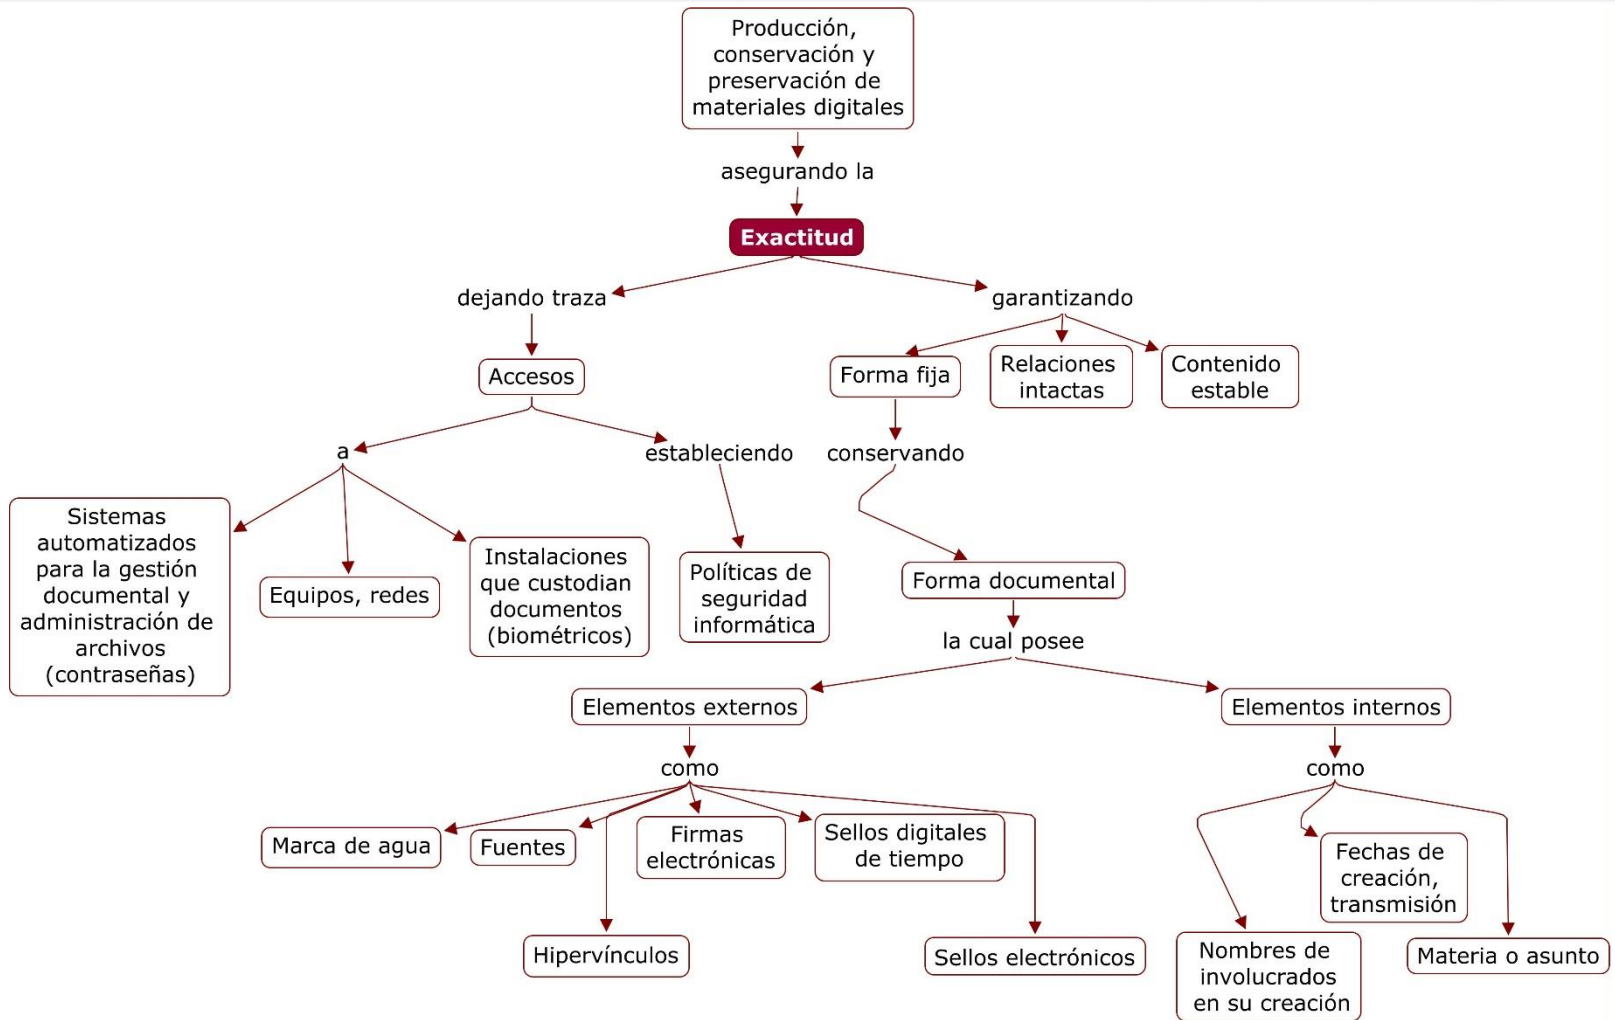 Producción,
conservación y
preservación de
materiales digitales
asegurando la
Exactitud
dejando traza
garantizando
Accesos
Forma fija
Relaciones
intactas
Contenido
estable
a
estableciendo
conservando
Sistemas
automatizados
para la gestión
documental y
administración de
archivos
(contraseñas)
Equipos, redes
Instalaciones
que custodian
documentos
(biométricos)
Políticas de
seguridad
informática
Forma documental
la cual posee
Elementos externos
Elementos internos
como
como
Marca de agua
Fuentes
Firmas
electrónicas
Sellos digitales
de tiempo
Hipervínculos
Sellos electrónicos
Nombres de
involucrados
en su creación
Fechas de
creación,
transmisión
Materia o asunto